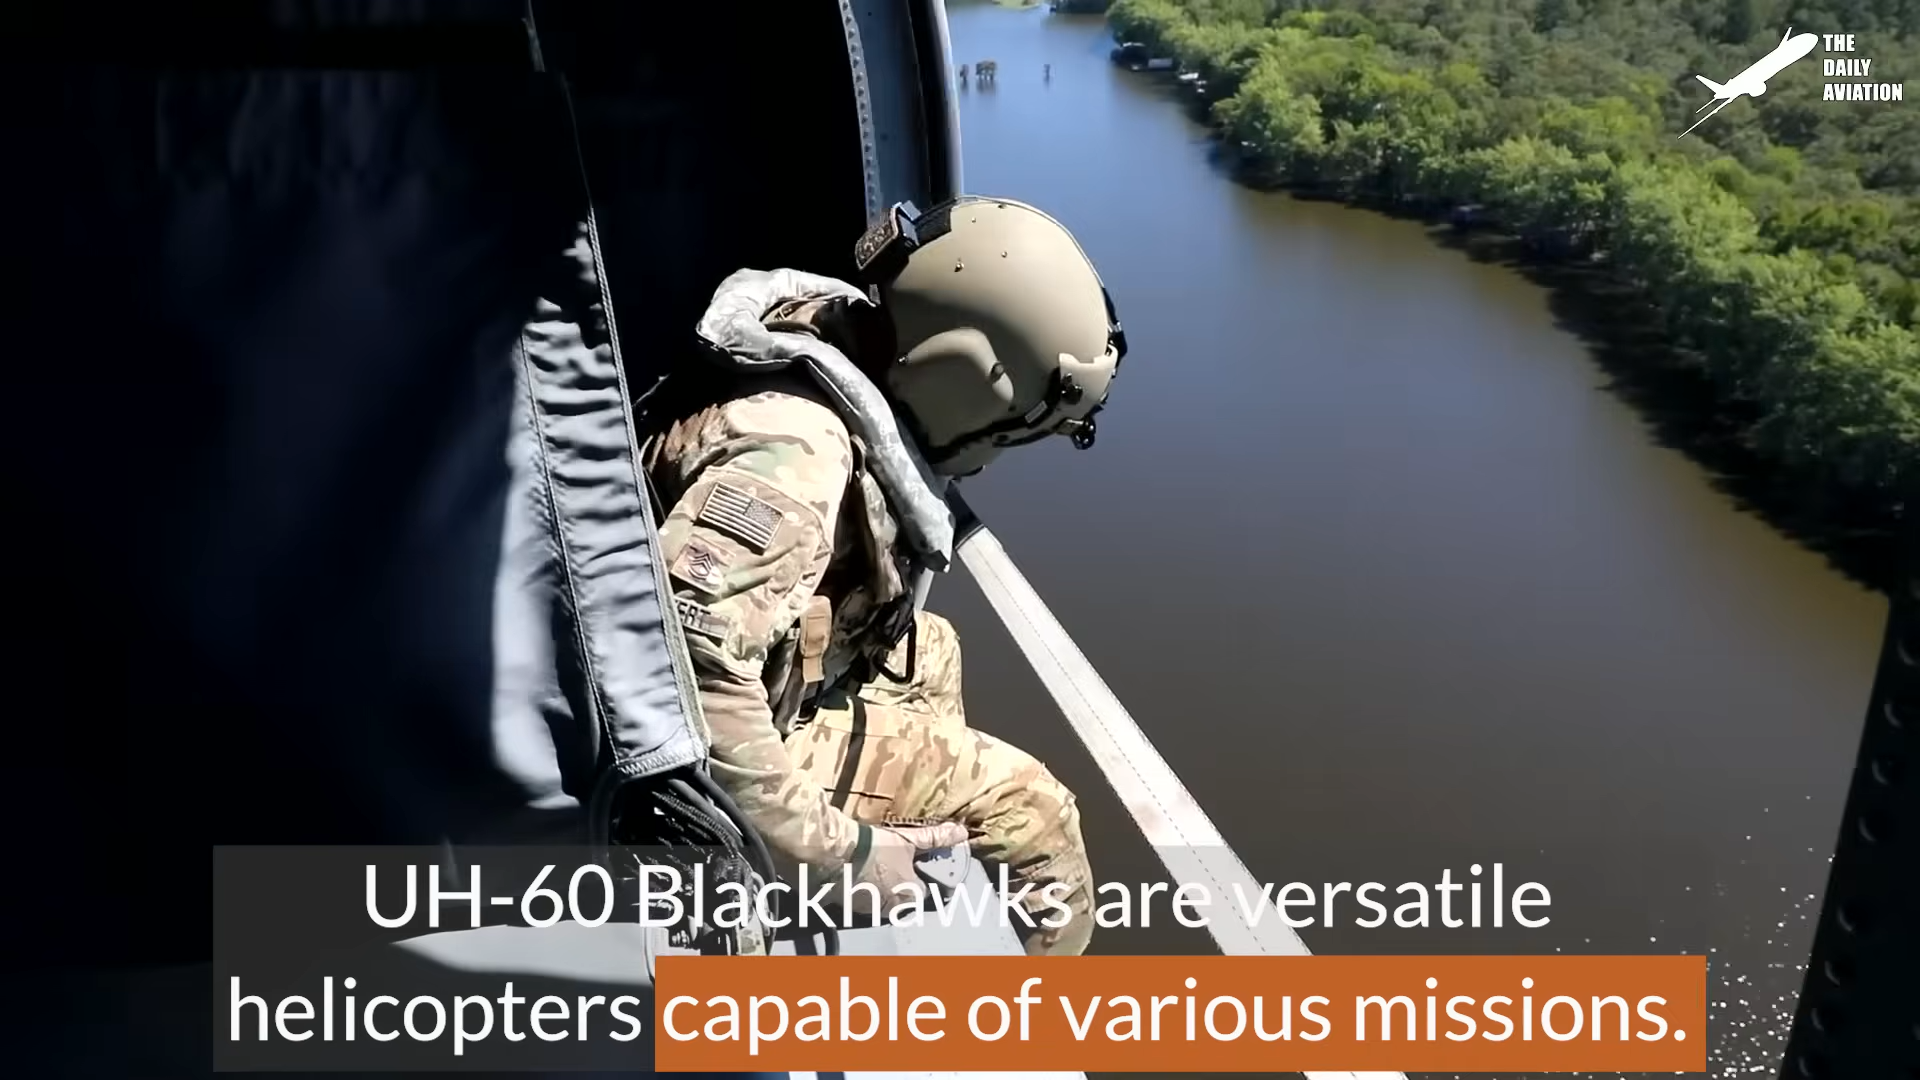 THE
DAILY
AVIATION
UH-60 Blackhawks are versatile
helicopters capable of various missions.